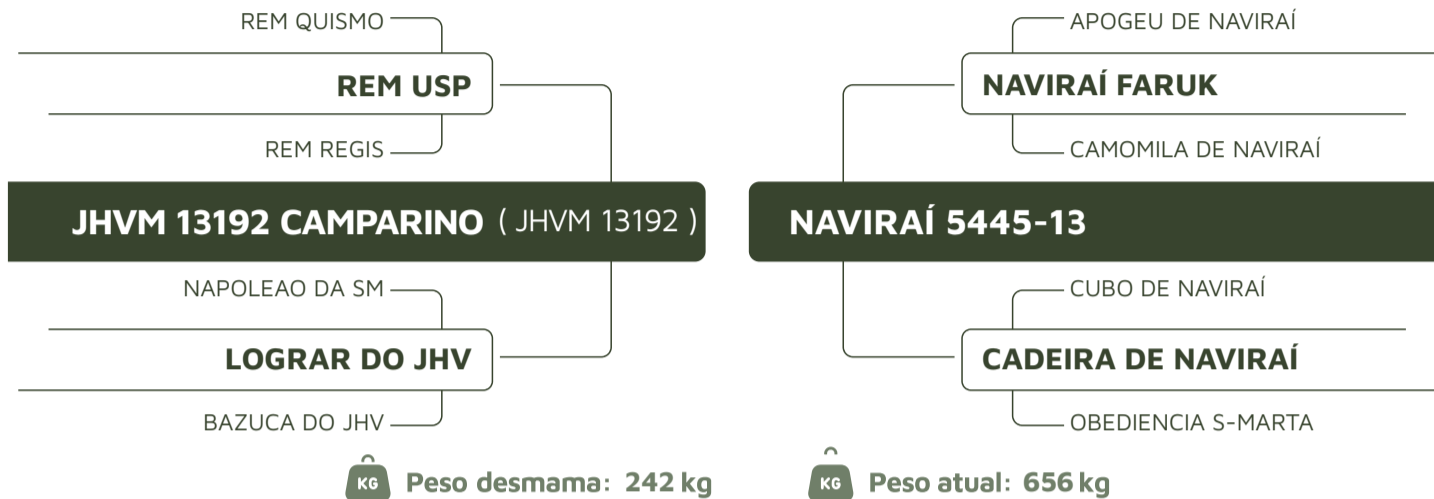 REM QUISMO
REM USP
REM REGIS
JHVM 13192 CAMPARINO ( JHVM 13192 )
NAPOLEAO DA SM
LOGRAR DO JHV
BAZUCA DO JHV
APOGEU DE NAVIRAÍ
NAVIRAÍ FARUK
CAMOMILA DE NAVIRAÍ
NAVIRAÍ 5445-13
CUBO DE NAVIRAÍ
CADEIRA DE NAVIRAÍ
OBEDIENCIA S-MARTA
KG Peso desmama: 242 kg
KG Peso atual: 656 kg